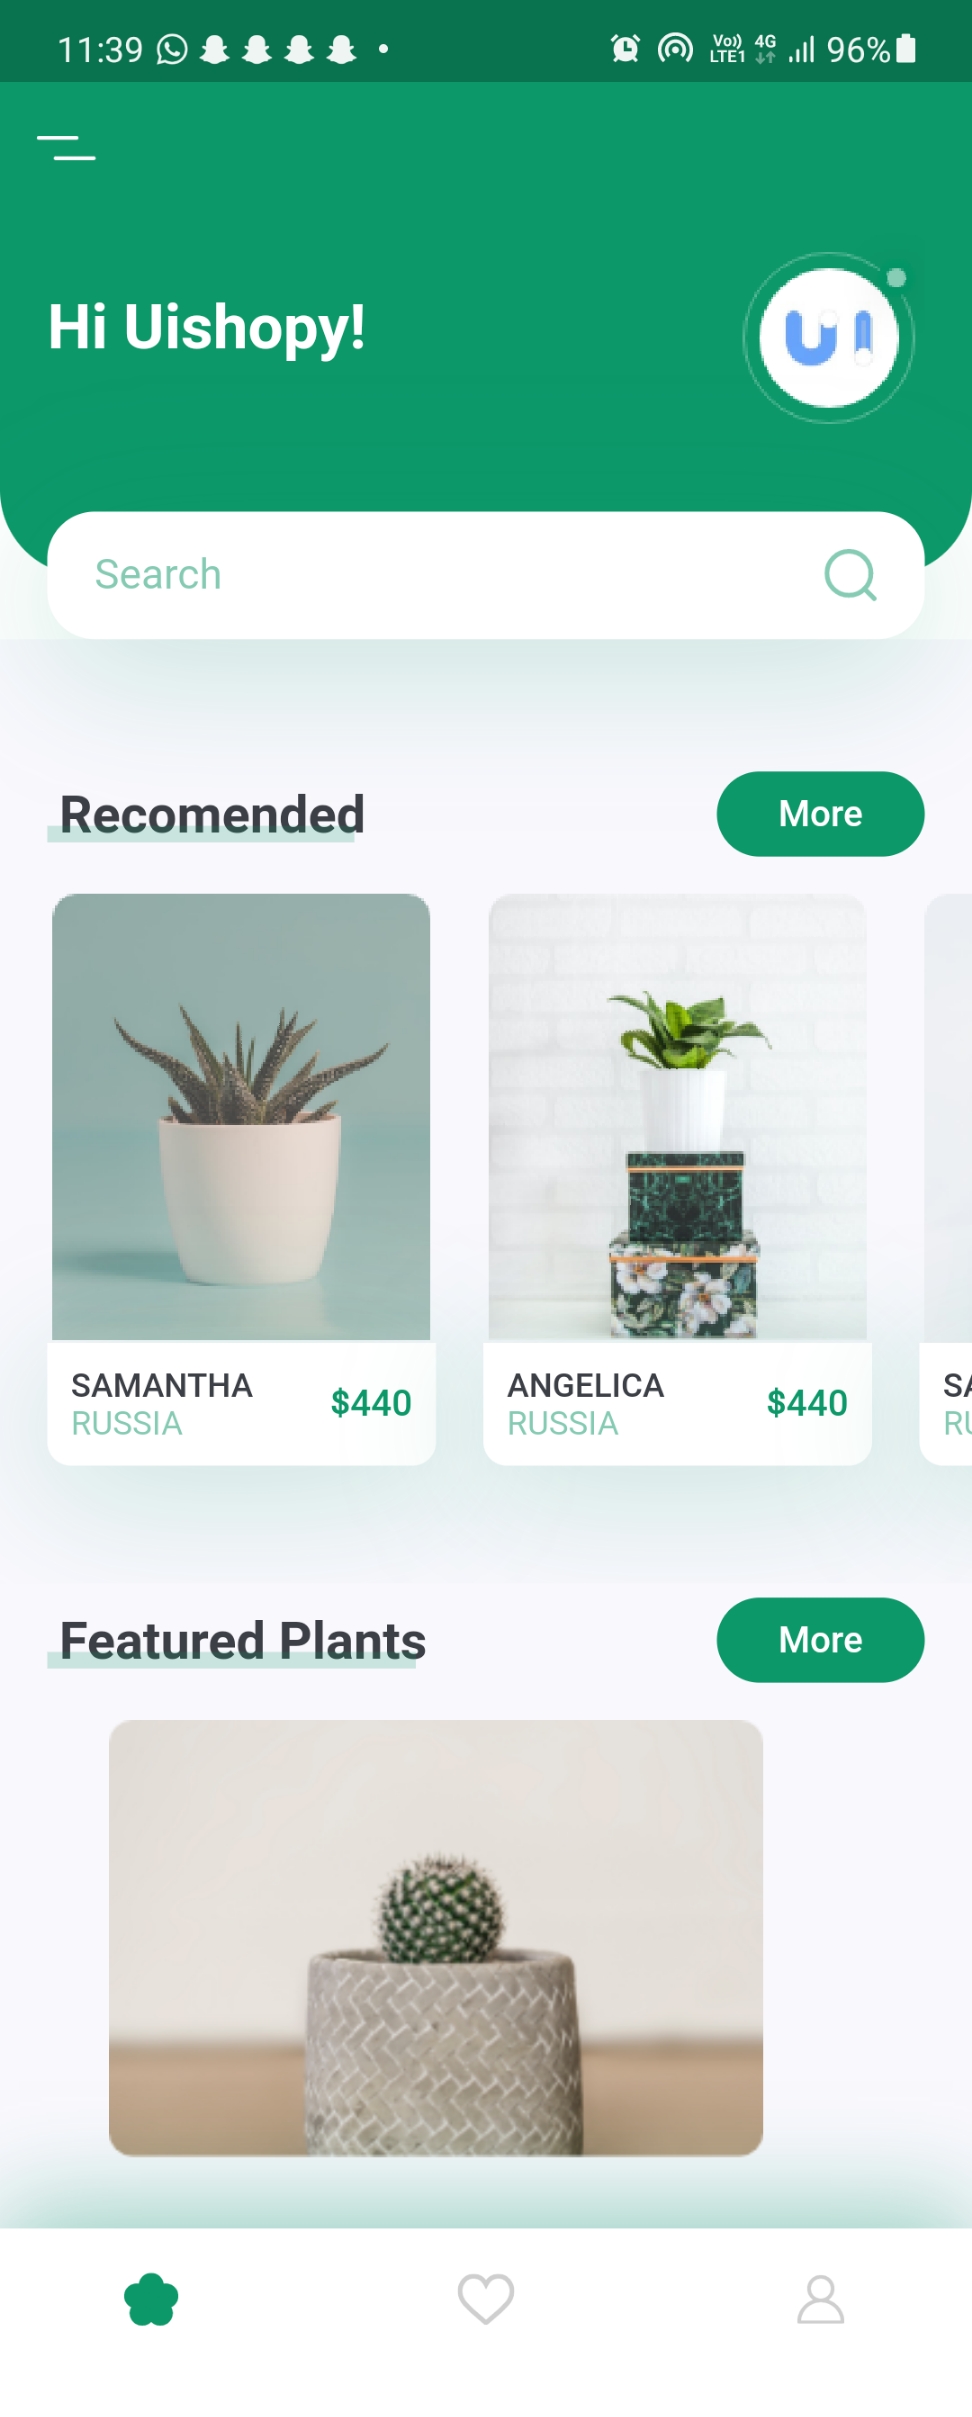 11:39
Vo)) 4G
LTE1
96%
Hi Uishopy!
UI
Search
Recomended
More
SAMANTHA
RUSSIA
$440
ANGELICA
RUSSIA
$440
SA
RU
Featured Plants
More